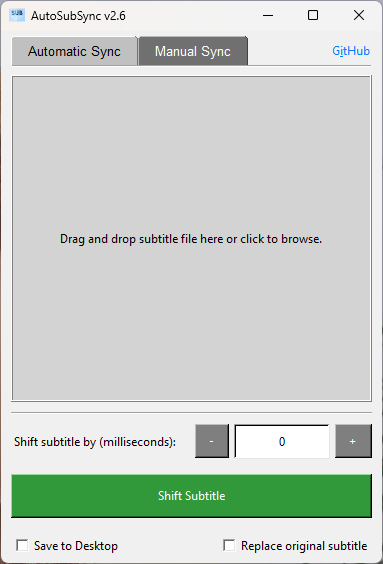 SUB
AutoSubSync v2.6
Automatic Sync
Manual Sync
GitHub
Drag and drop subtitle file here or click to browse.
Shift subtitle by (milliseconds):
-
0
+
Shift Subtitle
Save to Desktop
Replace original subtitle